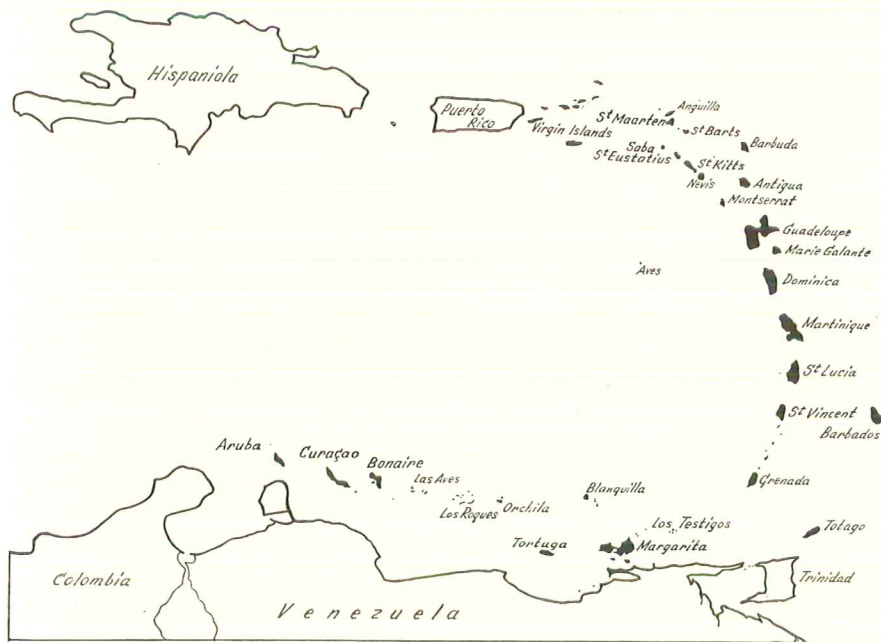 Hispaniola
Puerto
Rico
Virgin Islands
St Maarten
Anguilla
St Barts
Saba
St Eustatius
St Kitts
Nevis
Barbuda
Antigua
Montserrat
Guadeloupe
Marie Galante
Aves
Dominica
Martinique
St Lucia
St Vincent
Barbados
Grenada
Aruba
Curaçao
Bonaire
Las Aves
Los Roques
Orchila
Blanquilla
Los Testigos
Tortuga
Margarita
Tobago
Trinidad
Colombia
Venezuela